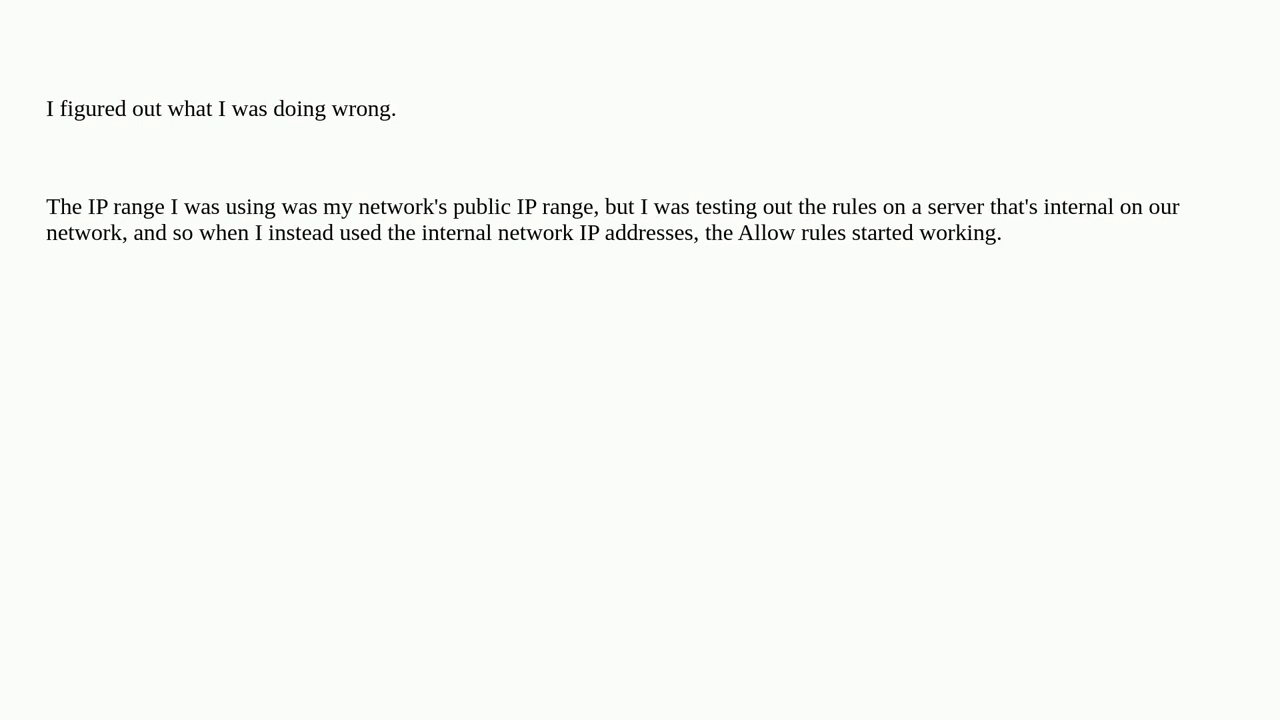 I figured out what I was doing wrong.
The IP range I was using was my network's public IP range, but I was testing out the rules on a server that's internal on our
network, and so when I instead used the internal network IP addresses, the Allow rules started working.